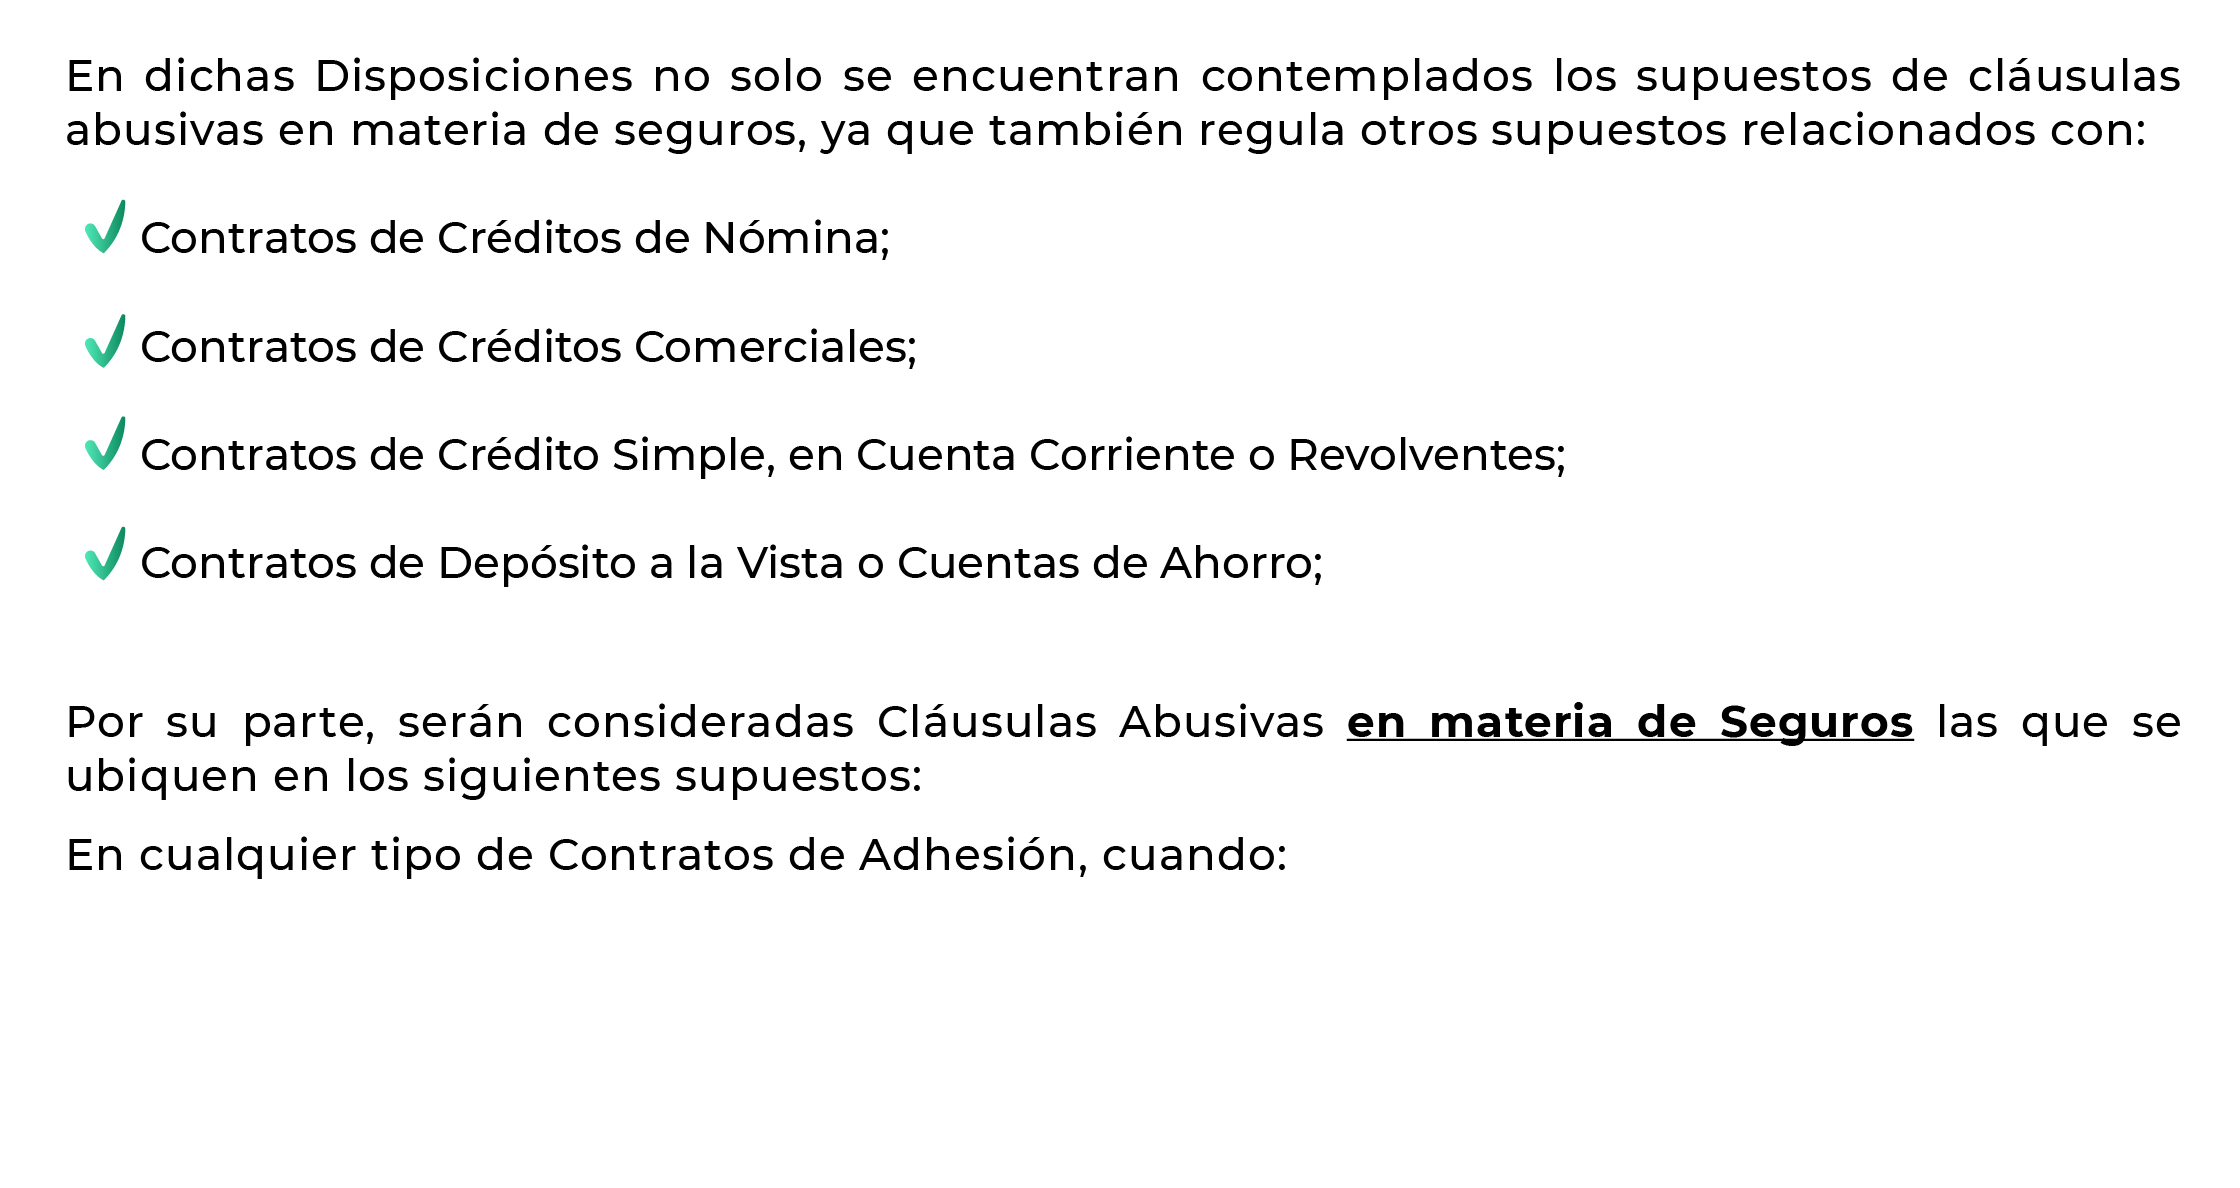 En dichas Disposiciones no solo se encuentran contemplados los supuestos de cláusulas
abusivas en materia de seguros, ya que también regula otros supuestos relacionados con:
Contratos de Créditos de Nómina;
Contratos de Créditos Comerciales;
Contratos de Crédito Simple, en Cuenta Corriente o Revolventes;
Contratos de Depósito a la Vista o Cuentas de Ahorro;
Por su parte, serán consideradas Cláusulas Abusivas en materia de Seguros las que se
ubiquen en los siguientes supuestos:
En cualquier tipo de Contratos de Adhesión, cuando: